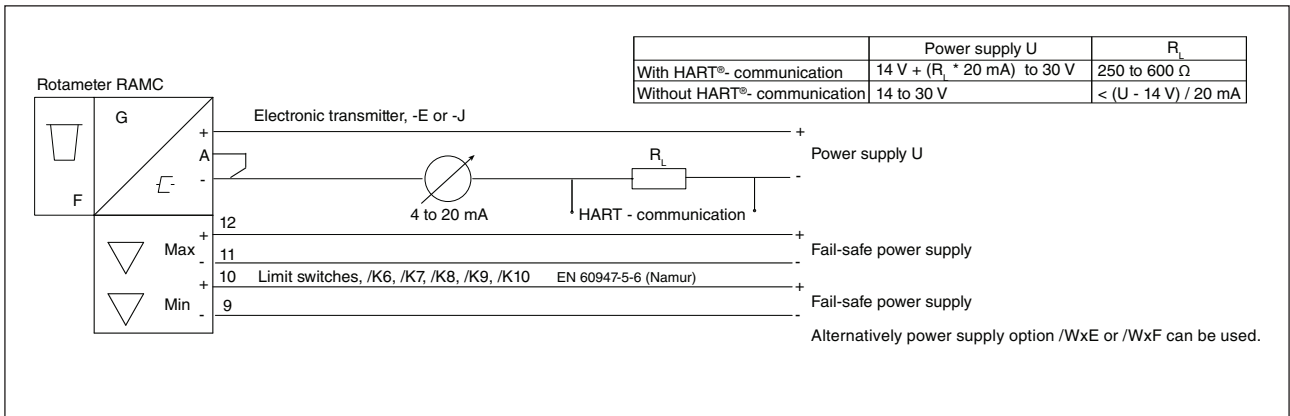 Power supply U R_L
With HART®- communication 14 V + (R_L * 20 mA) to 30 V 250 to 600 Ω
Without HART®- communication 14 to 30 V < (U - 14 V) / 20 mA
Rotameter RAMC
G
F
+
A
-
Electronic transmitter, -E or -J
+
Power supply U
-
R_L
4 to 20 mA
HART - communication
12
Max + - 11
+
Fail-safe power supply
-
10 Limit switches, /K6, /K7, /K8, /K9, /K10 EN 60947-5-6 (Namur)
Min + - 9
+
Fail-safe power supply
-
Alternatively power supply option /WxE or /WxF can be used.